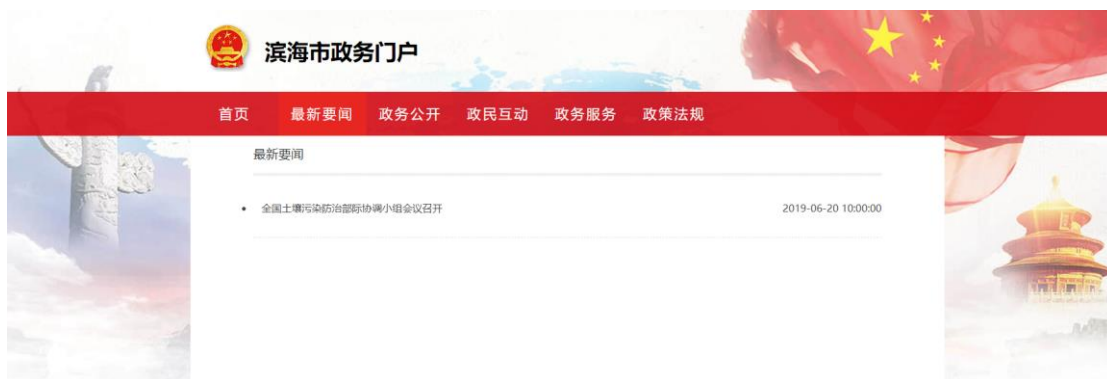 滨海市政务门户
首页 最新要闻 政务公开 政民互动 政务服务 政策法规
最新要闻
全国土壤污染防治部际协调小组会议召开 2019-06-20 10:00:00